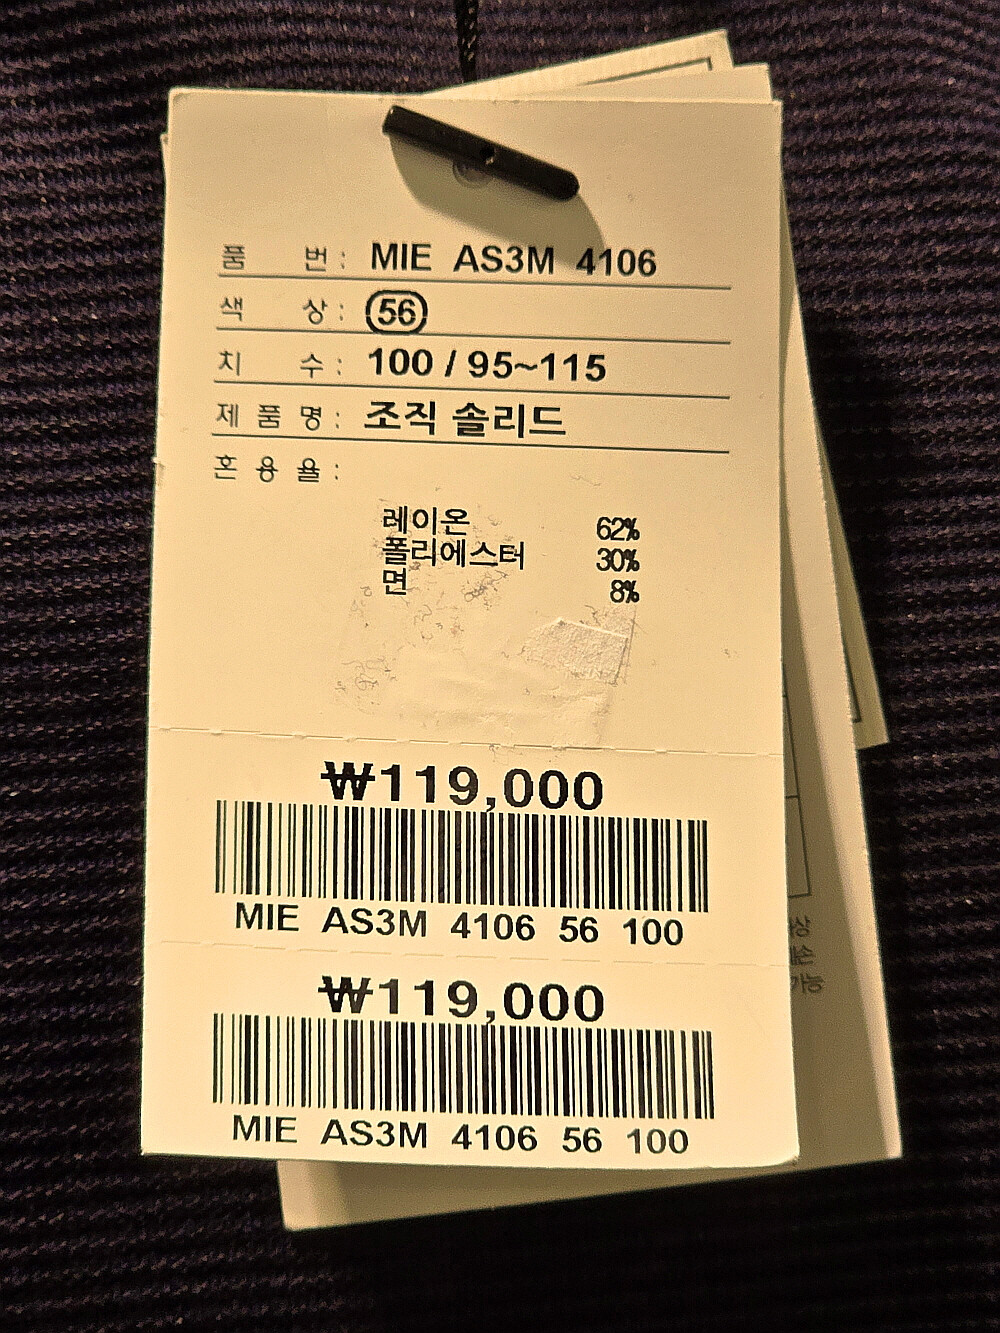 품 번 : MIE AS3M 4106
색 상 : 56
치 수 : 100 / 95~115
제 품 명 : 조직 솔리드
혼 용 율 :
레이온 62%
폴리에스터 30%
면 8%
₩119,000
MIE AS3M 4106 56 100
₩119,000
MIE AS3M 4106 56 100